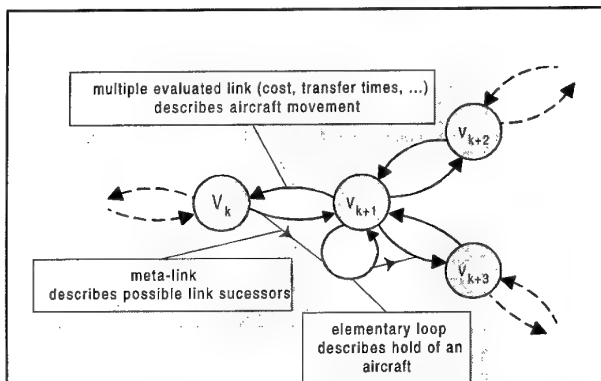 multiple evaluated link (cost, transfer times, ...)
describes aircraft movement
V k+2
V k
V k+1
meta-link
describes possible link sucessors
V k+3
elementary loop
describes hold of an
aircraft